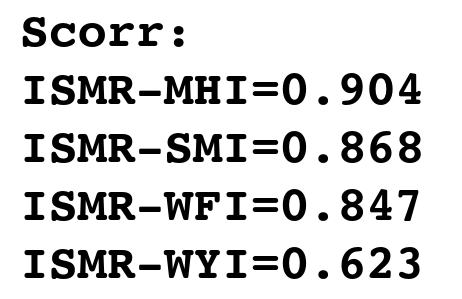 Scorr:
ISMR-MHI=0.904
ISMR-SMI=0.868
ISMR-WFI=0.847
ISMR-WYI=0.623